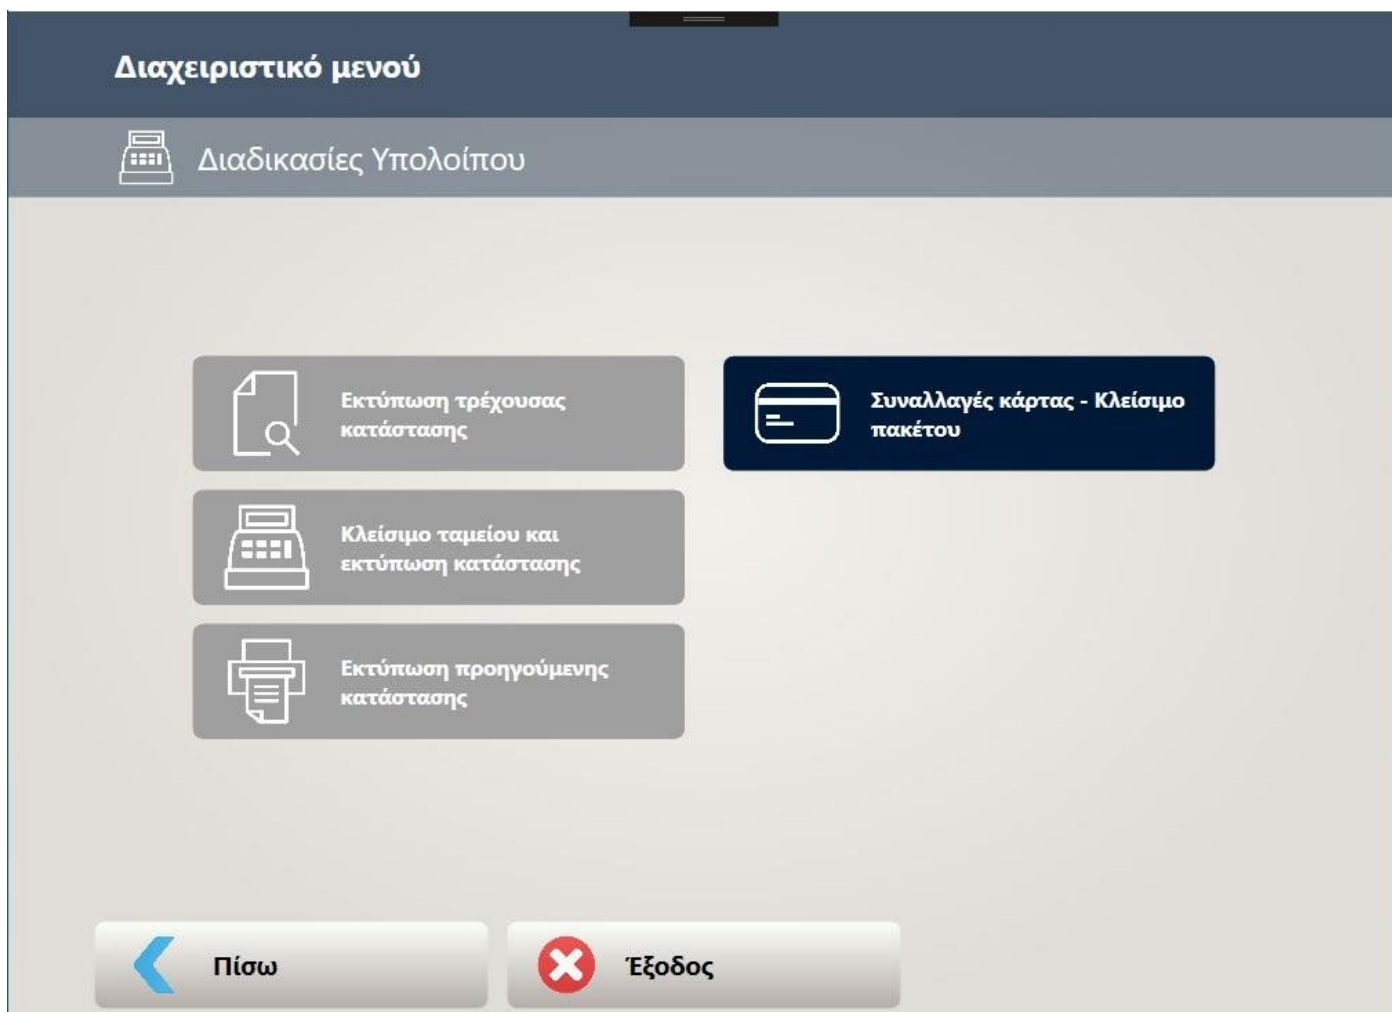 Διαχειριστικό μενού
Διαδικασίες Υπολοίπου
Εκτύπωση τρέχουσας
κατάστασης
Συναλλαγές κάρτας - Κλείσιμο
πακέτου
Κλείσιμο ταμείου και
εκτύπωση κατάστασης
Εκτύπωση προηγούμενης
κατάστασης
Πίσω
Έξοδος